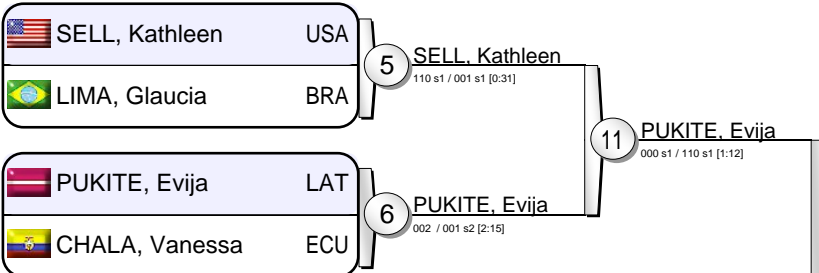 SELL, Kathleen USA
LIMA, Glaucia BRA
5
SELL, Kathleen
110 s1 / 001 s1 [0:31]
11
PUKITE, Evija
000 s1 / 110 s1 [1:12]
PUKITE, Evija LAT
CHALA, Vanessa ECU
6
PUKITE, Evija
002 / 001 s2 [2:15]